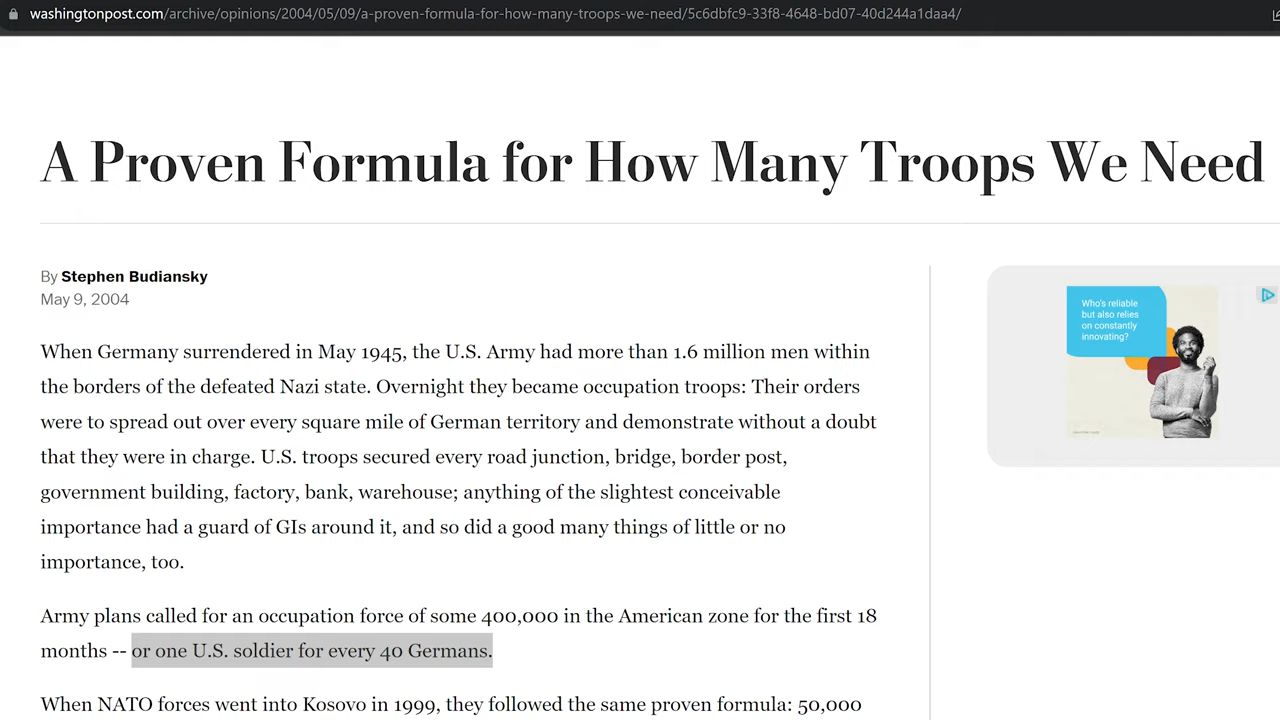 washingtonpost.com/archive/opinions/2004/05/09/a-proven-formula-for-how-many-troops-we-need/5c6dbfc9-33f8-4648-bd07-40d244a1daa4/
A Proven Formula for How Many Troops We Need
By Stephen Budiansky
May 9, 2004
When Germany surrendered in May 1945, the U.S. Army had more than 1.6 million men within
the borders of the defeated Nazi state. Overnight they became occupation troops: Their orders
were to spread out over every square mile of German territory and demonstrate without a doubt
that they were in charge. U.S. troops secured every road junction, bridge, border post,
government building, factory, bank, warehouse; anything of the slightest conceivable
importance had a guard of GIs around it, and so did a good many things of little or no
importance, too.
Army plans called for an occupation force of some 400,000 in the American zone for the first 18
months -- or one U.S. soldier for every 40 Germans.
When NATO forces went into Kosovo in 1999, they followed the same proven formula: 50,000
Who's reliable
but also relies
on constantly
innovating?